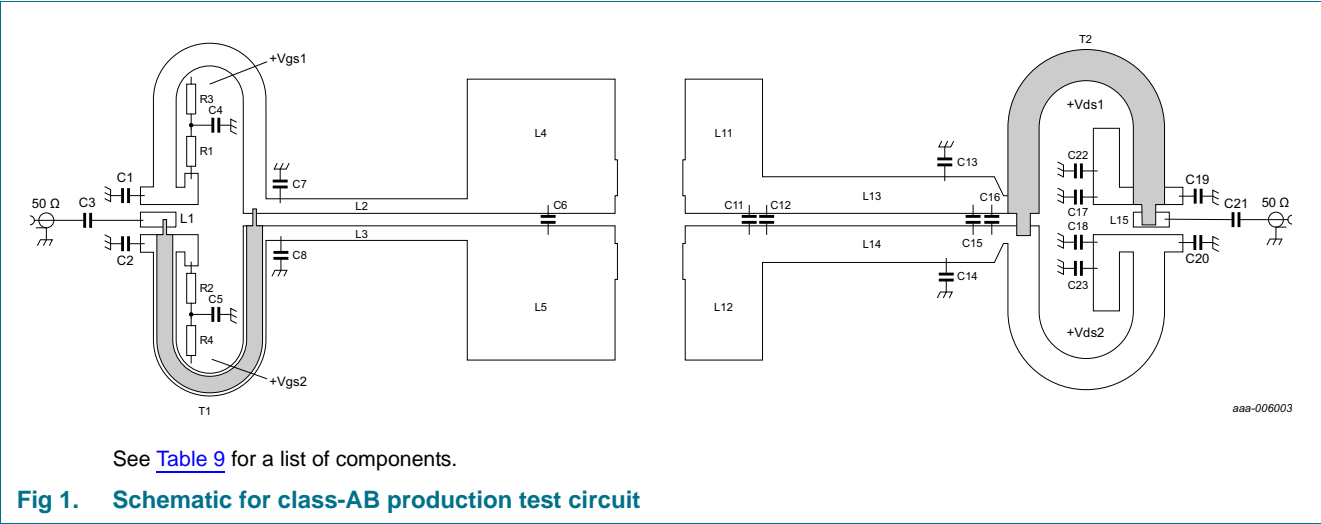 T2
+Vgs1
R3
C4
R1
C1
C3
50 Ω
L1
C2
R2
C5
R4
+Vgs2
T1
C7
L2
L3
C8
L4
C6
L5
L11
C11
C12
L12
C13
L13
C16
C15
L14
C14
+Vds1
C22
C17
C18
C23
L15
+Vds2
C19
C21
50 Ω
C20
aaa-006003
See Table 9 for a list of components.
Fig 1. Schematic for class-AB production test circuit